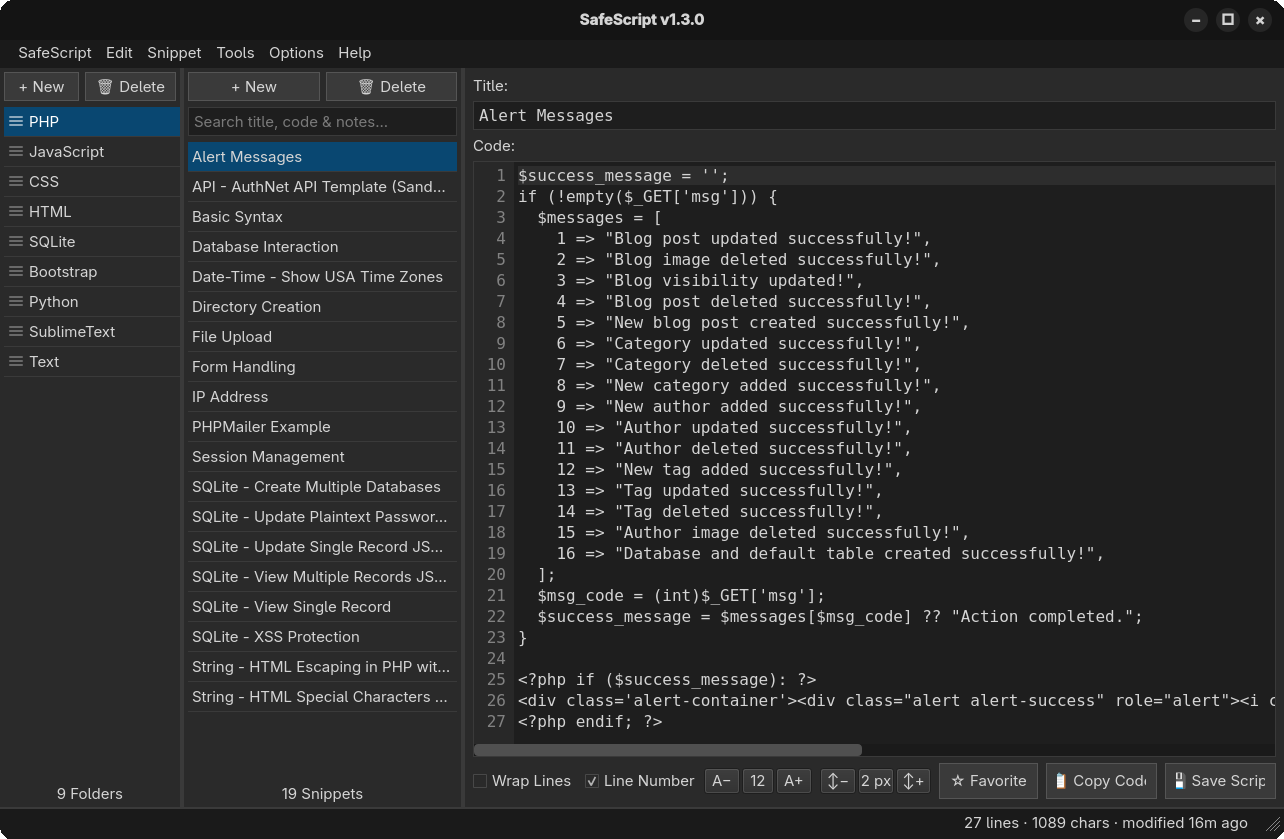 SafeScript v1.3.0
SafeScript Edit Snippet Tools Options Help
+ New Delete
PHP
JavaScript
CSS
HTML
SQLite
Bootstrap
Python
SublimeText
Text
9 Folders
+ New Delete
Search title, code & notes...
Alert Messages
API - AuthNet API Template (Sand...
Basic Syntax
Database Interaction
Date-Time - Show USA Time Zones
Directory Creation
File Upload
Form Handling
IP Address
PHPMailer Example
Session Management
SQLite - Create Multiple Databases
SQLite - Update Plaintext Passwor...
SQLite - Update Single Record JS...
SQLite - View Multiple Records JS...
SQLite - View Single Record
SQLite - XSS Protection
String - HTML Escaping in PHP wit...
String - HTML Special Characters ...
19 Snippets
Title:
Alert Messages
Code:
1 $success_message = '';
2 if (!empty($_GET['msg'])) {
3   $messages = [
4     1 => "Blog post updated successfully!",
5     2 => "Blog image deleted successfully!",
6     3 => "Blog visibility updated!",
7     4 => "Blog post deleted successfully!",
8     5 => "New blog post created successfully!",
9     6 => "Category updated successfully!",
10     7 => "Category deleted successfully!",
11     8 => "New category added successfully!",
12     9 => "New author added successfully!",
13     10 => "Author updated successfully!",
14     11 => "Author deleted successfully!",
15     12 => "New tag added successfully!",
16     13 => "Tag updated successfully!",
17     14 => "Tag deleted successfully!",
18     15 => "Author image deleted successfully!",
19     16 => "Database and default table created successfully!",
20   ];
21   $msg_code = (int)$_GET['msg'];
22   $success_message = $messages[$msg_code] ?? "Action completed.";
23 }
24
25 <?php if ($success_message): ?>
26 <div class='alert-container'><div class="alert alert-success" role="alert"><i c
27 <?php endif; ?>
Wrap Lines Line Number A− 12 A+ ↕− 2 px ↕+ ☆ Favorite Copy Code Save Scrip
27 lines · 1089 chars · modified 16m ago